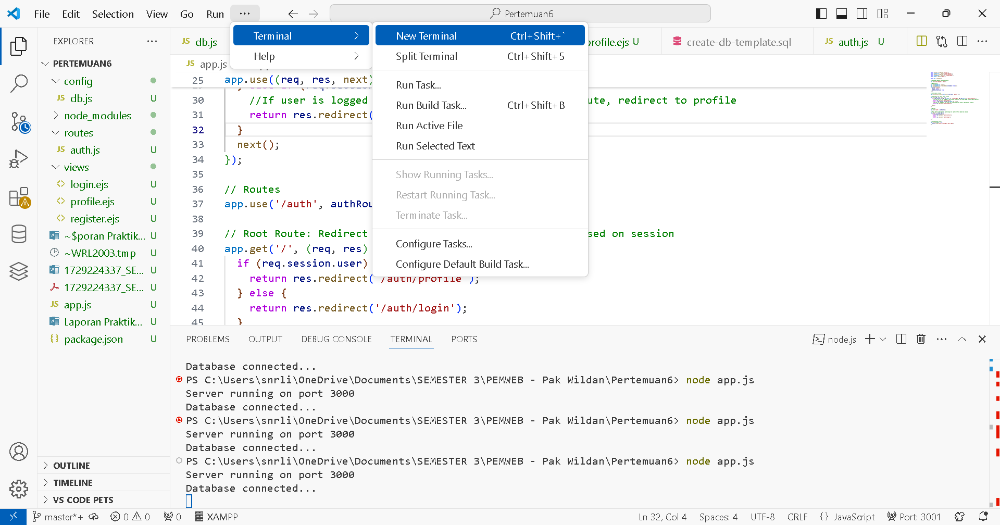 File Edit Selection View Go Run ··· Pertemuan6
EXPLORER ···
PERTEMUAN6
config
JS db.js U
node_modules
routes
JS auth.js U
views
<> login.ejs U
<> profile.ejs U
<> register.ejs U
~$poran Praktik... U
~WRL2003.tmp U
1729224337_SE... U
1729224337_SE... U
JS app.js U
Laporan Praktik... U
{} package.json U
OUTLINE
TIMELINE
VS CODE PETS
JS db.js profile.ejs U create-db-template.sql JS auth.js U ···
JS app.js
Terminal
Help
New Terminal Ctrl+Shift+`
Split Terminal Ctrl+Shift+5
Run Task...
Run Build Task... Ctrl+Shift+B
Run Active File
Run Selected Text
Show Running Tasks...
Restart Running Task...
Terminate Task...
Configure Tasks...
Configure Default Build Task...
25 app.use((req, res, next)
30 //If user is logged ute, redirect to profile
31 return res.redirect(
32 }
33 next();
34 });
35
36 // Routes
37 app.use('/auth', authRou
38
39 // Root Route: Redirect sed on session
40 app.get('/', (req, res)
41 if (req.session.user)
42 return res.redirect('/auth/profile');
43 } else {
44 return res.redirect('/auth/login');
45 }
PROBLEMS OUTPUT DEBUG CONSOLE TERMINAL PORTS node.js ···
Database connected...
PS C:\Users\snrli\OneDrive\Documents\SEMESTER 3\PEMWEB - Pak Wildan\Pertemuan6> node app.js
Server running on port 3000
Database connected...
PS C:\Users\snrli\OneDrive\Documents\SEMESTER 3\PEMWEB - Pak Wildan\Pertemuan6> node app.js
Server running on port 3000
Database connected...
PS C:\Users\snrli\OneDrive\Documents\SEMESTER 3\PEMWEB - Pak Wildan\Pertemuan6> node app.js
Server running on port 3000
Database connected...
master*+ 0 0 0 XAMPP Ln 32, Col 4 Spaces: 4 UTF-8 CRLF {} JavaScript Port: 3001